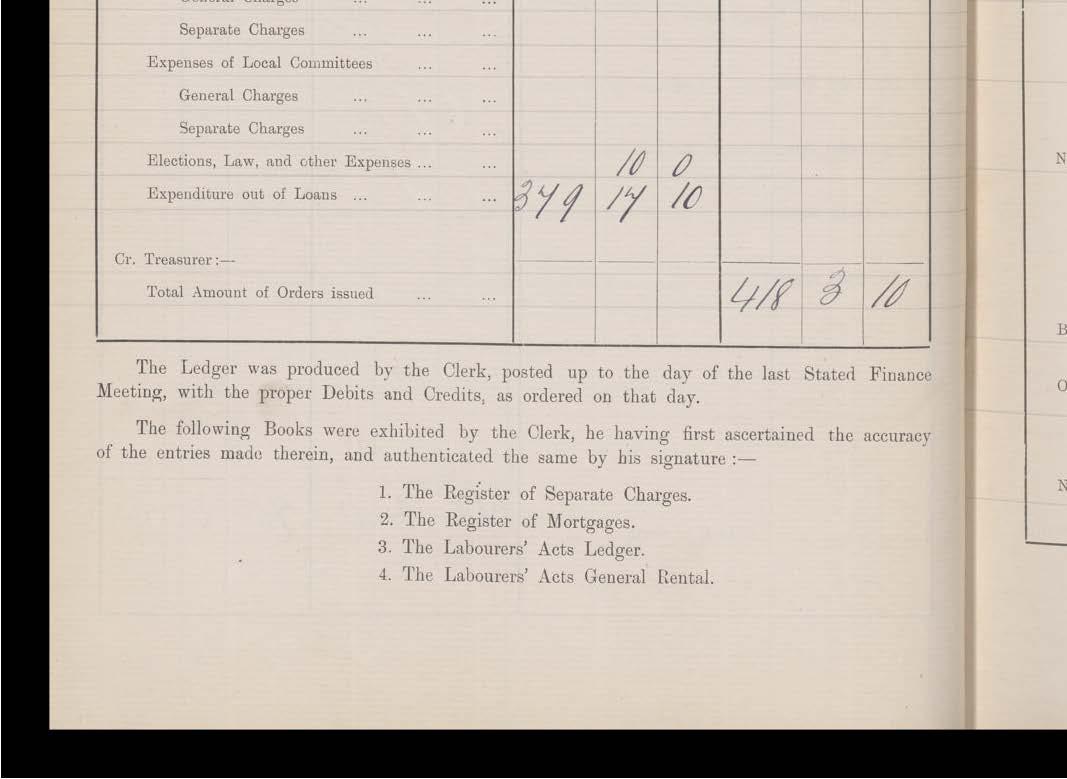 General Charges ... ... ...
Separate Charges ... ... ...
Expenses of Local Committees ... ...
General Charges ... ... ...
Separate Charges ... ... ...
Elections, Law, and other Expenses ... ... 10 0
Expenditure out of Loans ... ... ... 379 17 10
Cr. Treasurer :—
Total Amount of Orders issued ... ... 418 3 10
The Ledger was produced by the Clerk, posted up to the day of the last Stated Finance
Meeting, with the proper Debits and Credits, as ordered on that day.
The following Books were exhibited by the Clerk, he having first ascertained the accuracy
of the entries made therein, and authenticated the same by his signature :—
1. The Register of Separate Charges.
2. The Register of Mortgages.
3. The Labourers' Acts Ledger.
4. The Labourers' Acts General Rental.
N
B
O
N